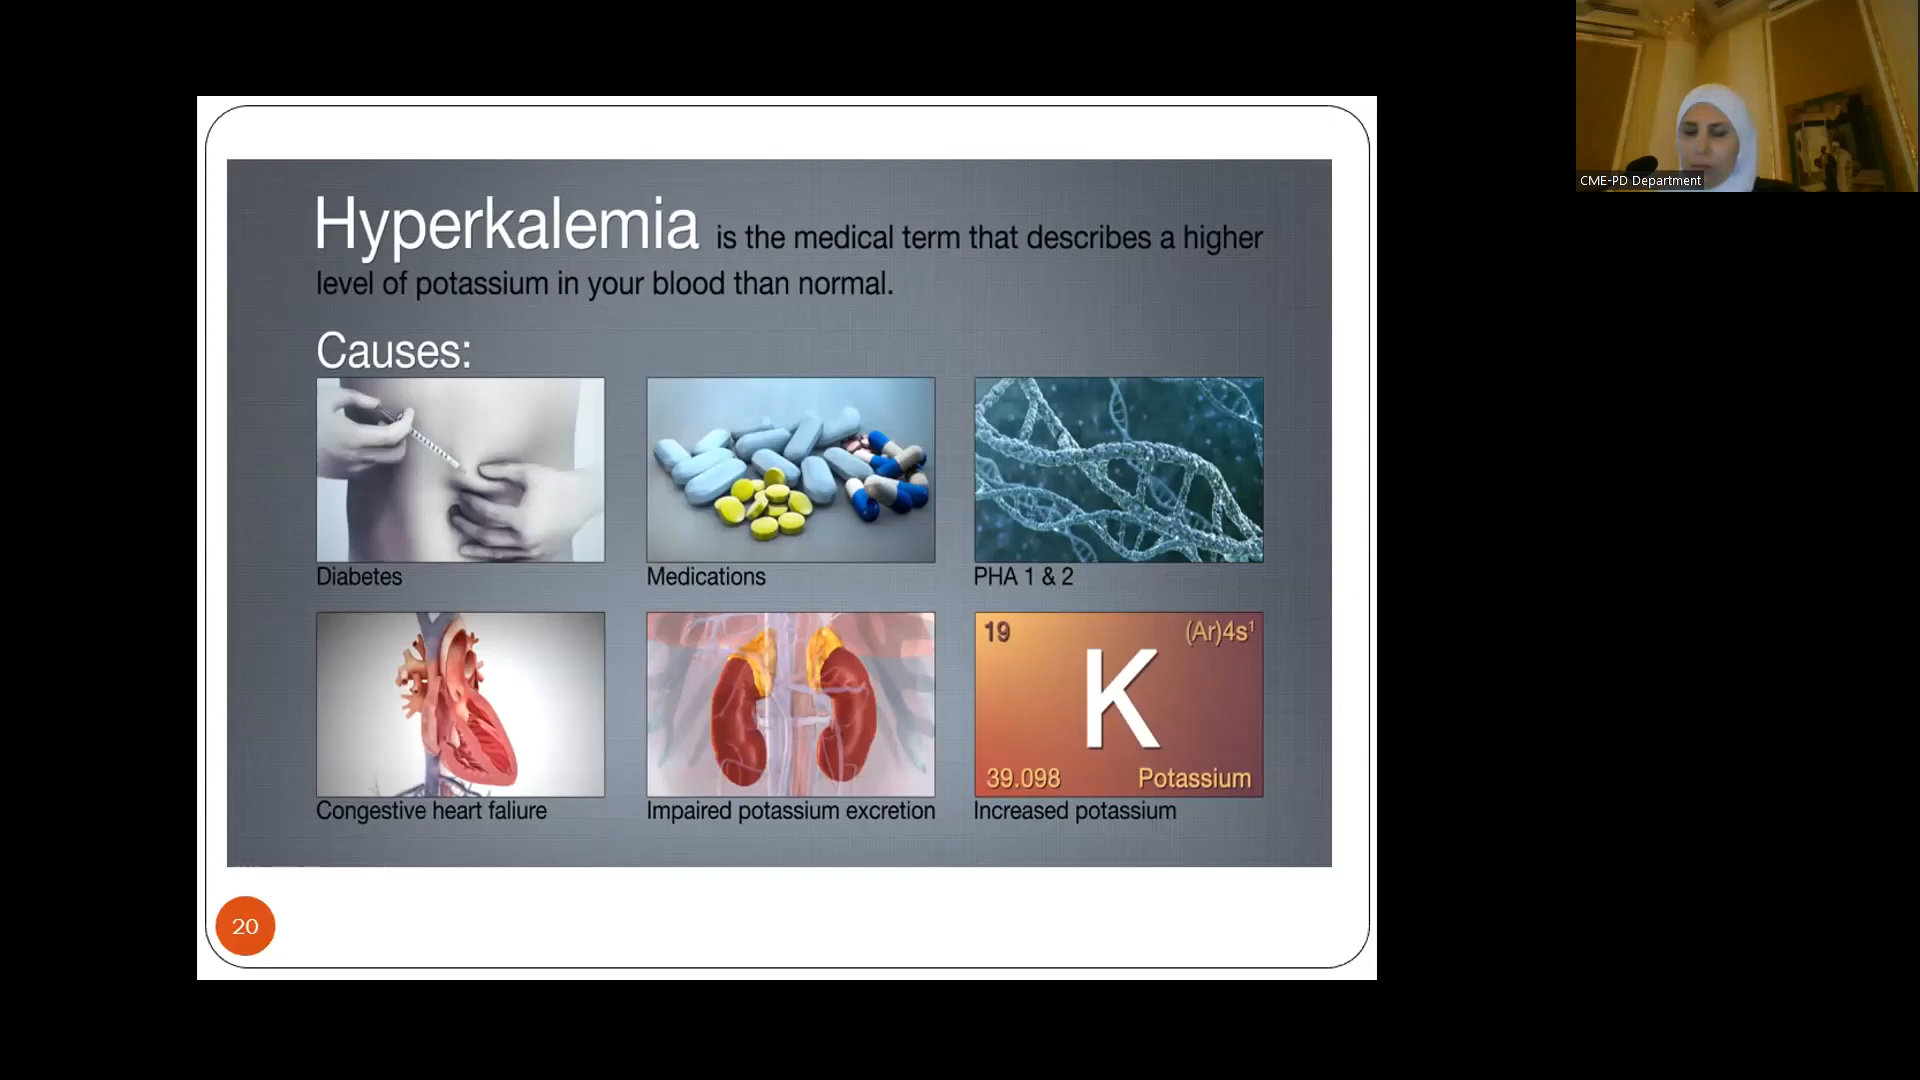 CME-PD Department
Hyperkalemia is the medical term that describes a higher
level of potassium in your blood than normal.
Causes:
Diabetes
Medications
PHA 1 & 2
19
(Ar)4s¹
K
39.098
Potassium
Congestive heart faliure
Impaired potassium excretion
Increased potassium
20